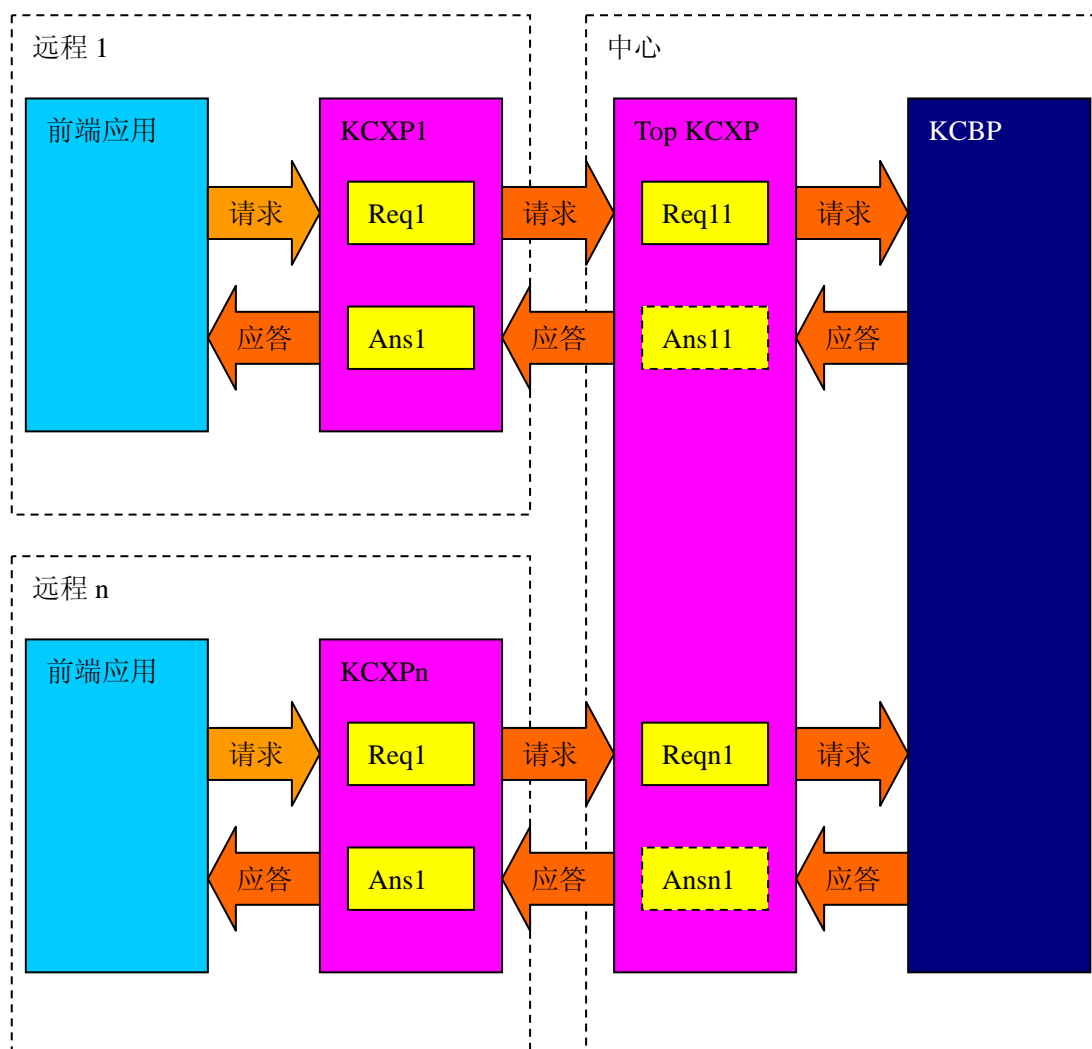 远程 1
中心
前端应用
KCXP1
Top KCXP
KCBP
请求
Req1
请求
Req11
请求
应答
Ans1
应答
Ans11
应答
远程 n
前端应用
KCXPn
请求
Req1
请求
Reqn1
请求
应答
Ans1
应答
Ansn1
应答